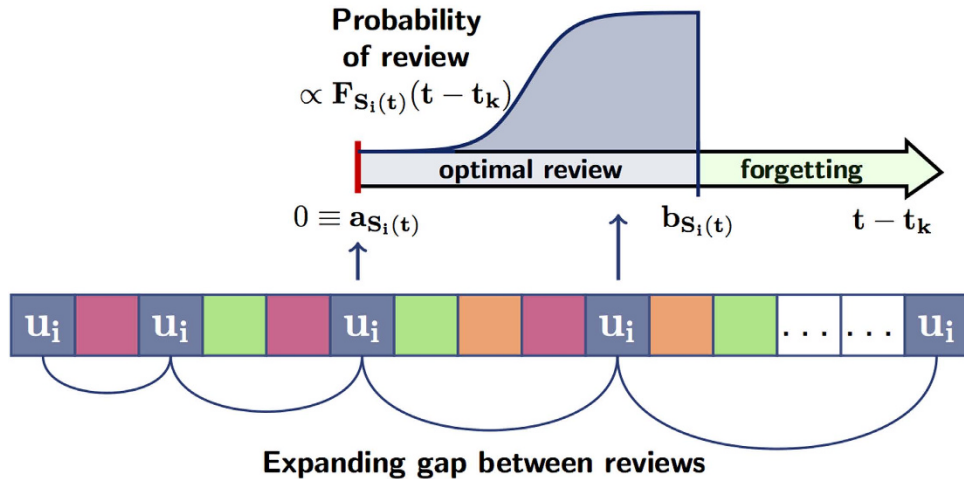 Probability
of review
∝ F_{S_i(t)}(t − t_k)
optimal review forgetting
0 ≡ a_{S_i(t)} b_{S_i(t)} t − t_k
u_i u_i u_i u_i . . . . . . u_i
Expanding gap between reviews